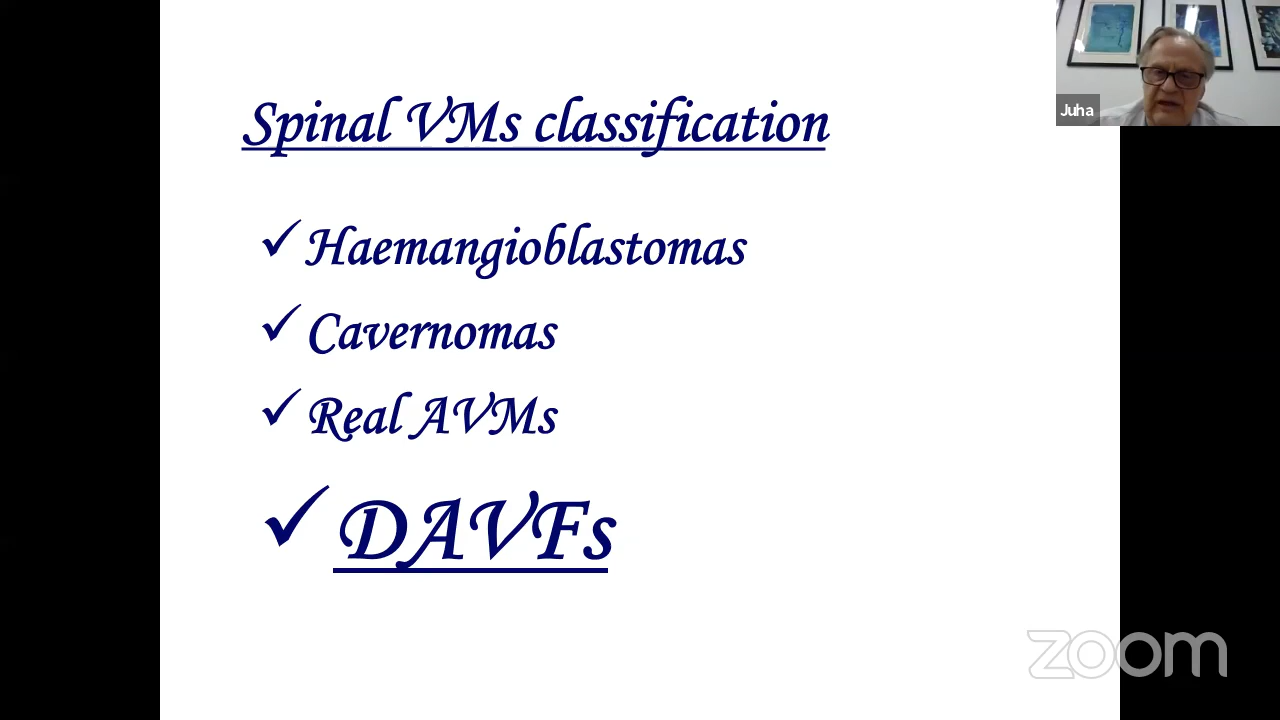 Spinal VMs classification
Haemangioblastomas
Cavernomas
Real AVMs
DAVFs
Juha
zoom